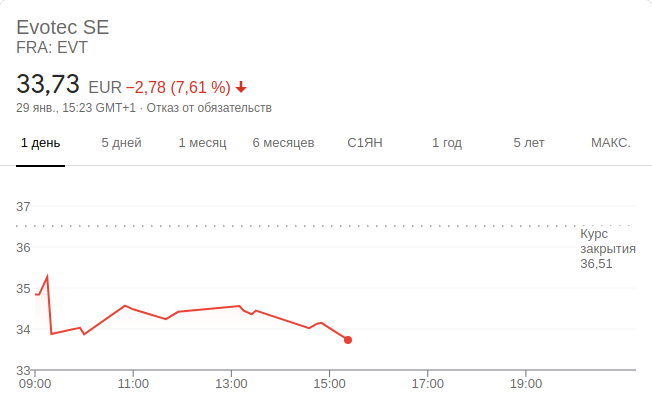 Evotec SE
FRA: EVT
33,73 EUR −2,78 (7,61 %)
29 янв., 15:23 GMT+1 · Отказ от обязательств
1 день 5 дней 1 месяц 6 месяцев С1ЯН 1 год 5 лет МАКС.
37
Курс
закрытия
36,51
36
35
34
33
09:00 11:00 13:00 15:00 17:00 19:00